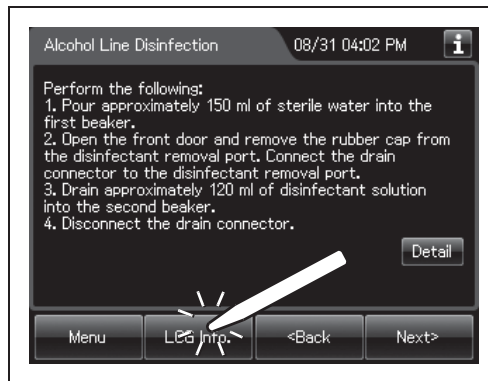 Alcohol Line Disinfection
08/31 04:02 PM
i
Perform the following:
1. Pour approximately 150 ml of sterile water into the
first beaker.
2. Open the front door and remove the rubber cap from
the disinfectant removal port. Connect the drain
connector to the disinfectant removal port.
3. Drain approximately 120 ml of disinfectant solution
into the second beaker.
4. Disconnect the drain connector.
Detail
Menu
LCG Info.
<Back
Next>